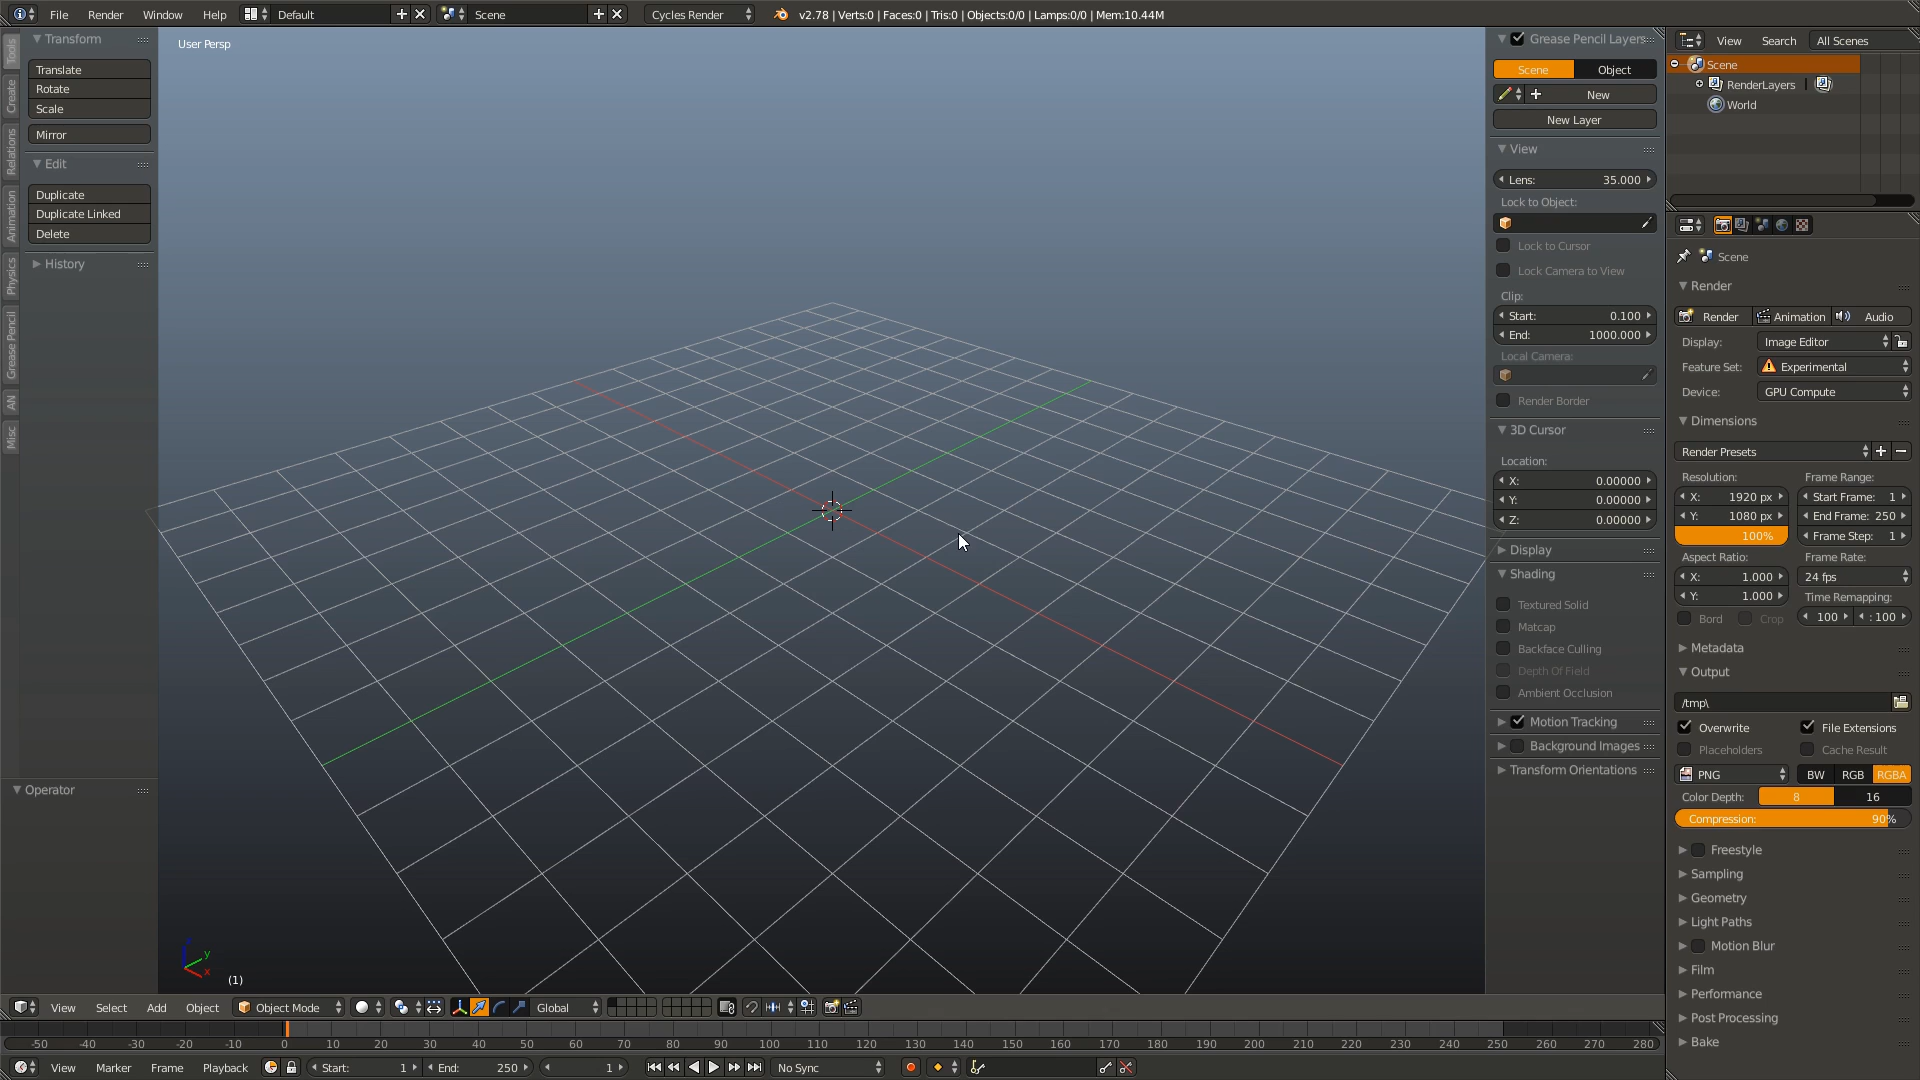 File Render Window Help Default Scene Cycles Render v2.78 | Verts:0 | Faces:0 | Tris:0 | Objects:0/0 | Lamps:0/0 | Mem:10.44M
Tools
Create
Relations
Animation
Physics
Grease Pencil
AN
Misc
Transform
Translate
Rotate
Scale
Mirror
Edit
Duplicate
Duplicate Linked
Delete
History
Operator
User Persp
z
y
x
(1)
Grease Pencil Layers
Scene Object
New
New Layer
View
Lens: 35.000
Lock to Object:
Lock to Cursor
Lock Camera to View
Clip:
Start: 0.100
End: 1000.000
Local Camera:
Render Border
3D Cursor
Location:
X: 0.00000
Y: 0.00000
Z: 0.00000
Display
Shading
Textured Solid
Matcap
Backface Culling
Depth Of Field
Ambient Occlusion
Motion Tracking
Background Images
Transform Orientations
View Search All Scenes
Scene
RenderLayers
World
Scene
Render
Render Animation Audio
Display: Image Editor
Feature Set: Experimental
Device: GPU Compute
Dimensions
Render Presets
Resolution: Frame Range:
X: 1920 px Start Frame: 1
Y: 1080 px End Frame: 250
100% Frame Step: 1
Aspect Ratio: Frame Rate:
X: 1.000 24 fps
Y: 1.000 Time Remapping:
Bord Crop 100 : 100
Metadata
Output
/tmp\
Overwrite File Extensions
Placeholders Cache Result
PNG BW RGB RGBA
Color Depth: 8 16
Compression: 90%
Freestyle
Sampling
Geometry
Light Paths
Motion Blur
Film
Performance
Post Processing
Bake
View Select Add Object Object Mode Global
-50 -40 -30 -20 -10 0 10 20 30 40 50 60 70 80 90 100 110 120 130 140 150 160 170 180 190 200 210 220 230 240 250 260 270 280
View Marker Frame Playback Start: 1 End: 250 1 No Sync